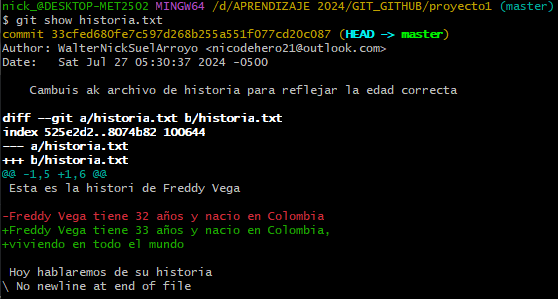 nick_@DESKTOP-MET25O2 MINGW64 /d/APRENDIZAJE 2024/GIT_GITHUB/proyecto1 (master)
$ git show historia.txt
commit 33cfed680fe7c597d268b255a551f077cd20c087 (HEAD -> master)
Author: WalterNickSuelArroyo <nicodehero21@outlook.com>
Date:   Sat Jul 27 05:30:37 2024 -0500

    Cambuis ak archivo de historia para reflejar la edad correcta

diff --git a/historia.txt b/historia.txt
index 525e2d2..8074b82 100644
--- a/historia.txt
+++ b/historia.txt
@@ -1,5 +1,6 @@
 Esta es la histori de Freddy Vega

-Freddy Vega tiene 32 años y nacio en Colombia
+Freddy Vega tiene 33 años y nacio en Colombia,
+viviendo en todo el mundo

 Hoy hablaremos de su historia
\ No newline at end of file